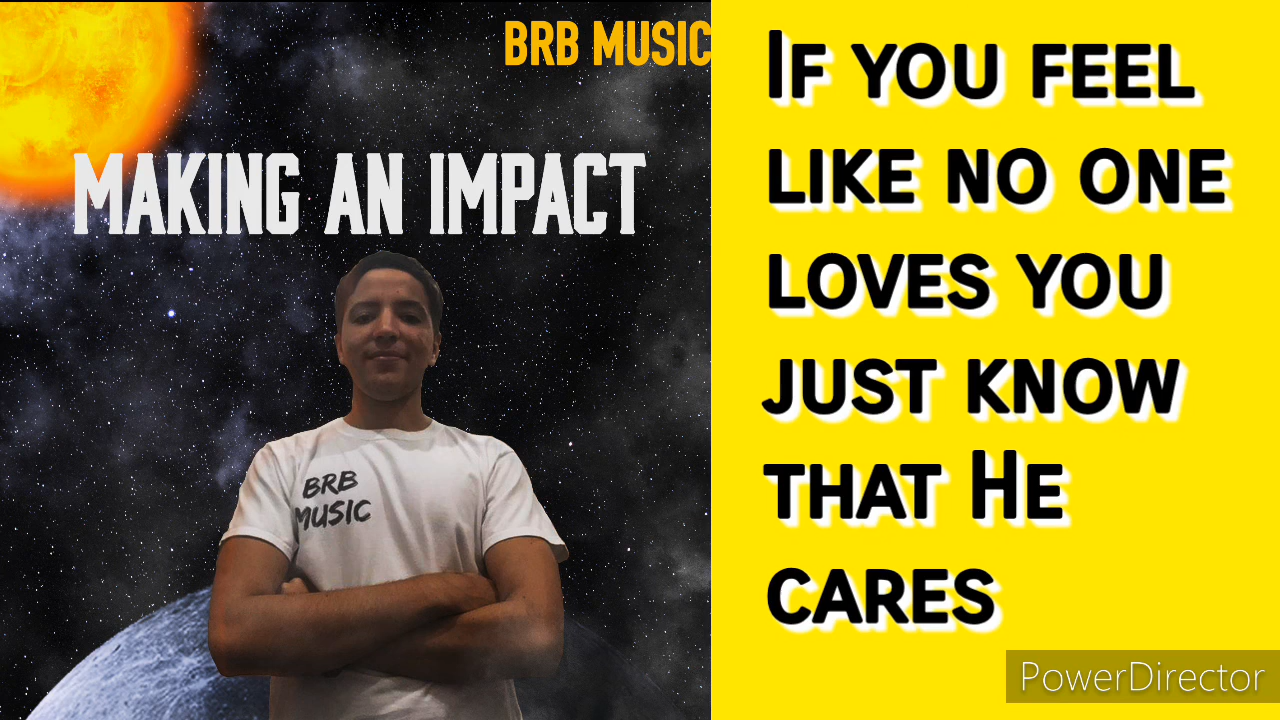 BRB MUSIC
MAKING AN IMPACT
BRB
MUSIC
If you feel
like no one
loves you
just know
that He
cares
PowerDirector